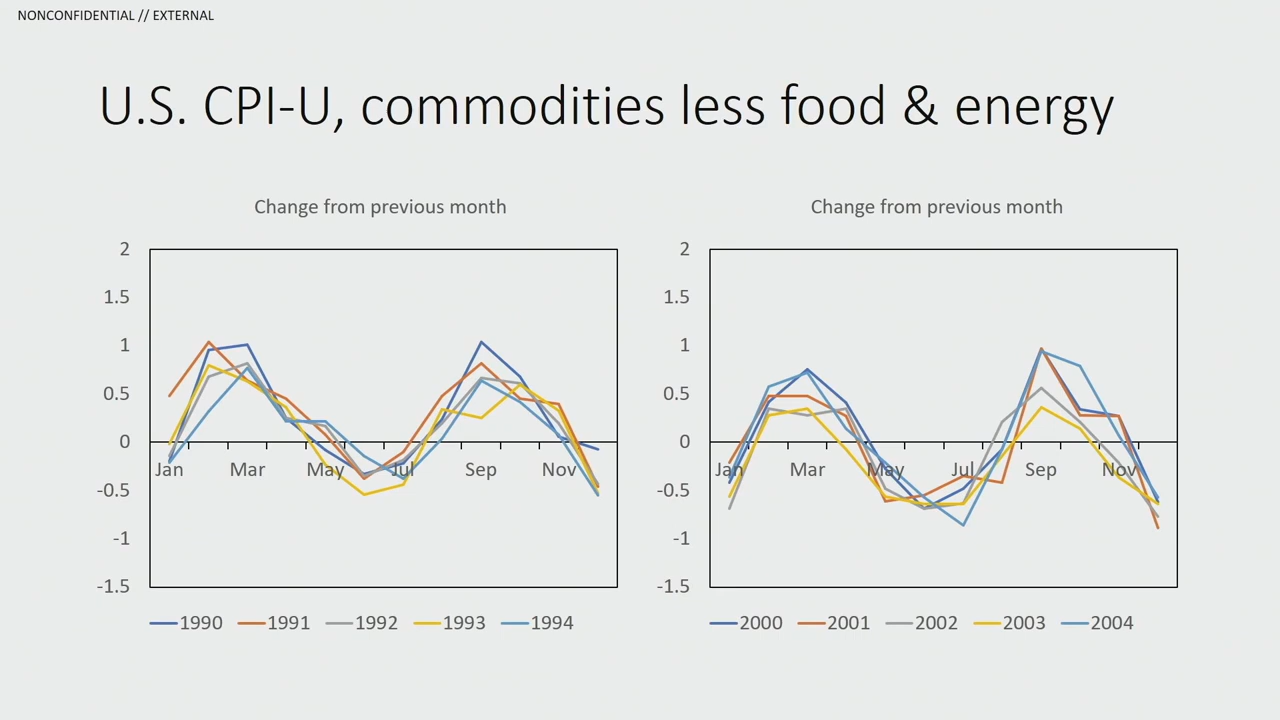 NONCONFIDENTIAL // EXTERNAL
U.S. CPI-U, commodities less food & energy
Change from previous month
2
1.5
1
0.5
0
-0.5
-1
-1.5
Jan Mar May Jul Sep Nov
1990 1991 1992 1993 1994
Change from previous month
2
1.5
1
0.5
0
-0.5
-1
-1.5
Jan Mar May Jul Sep Nov
2000 2001 2002 2003 2004